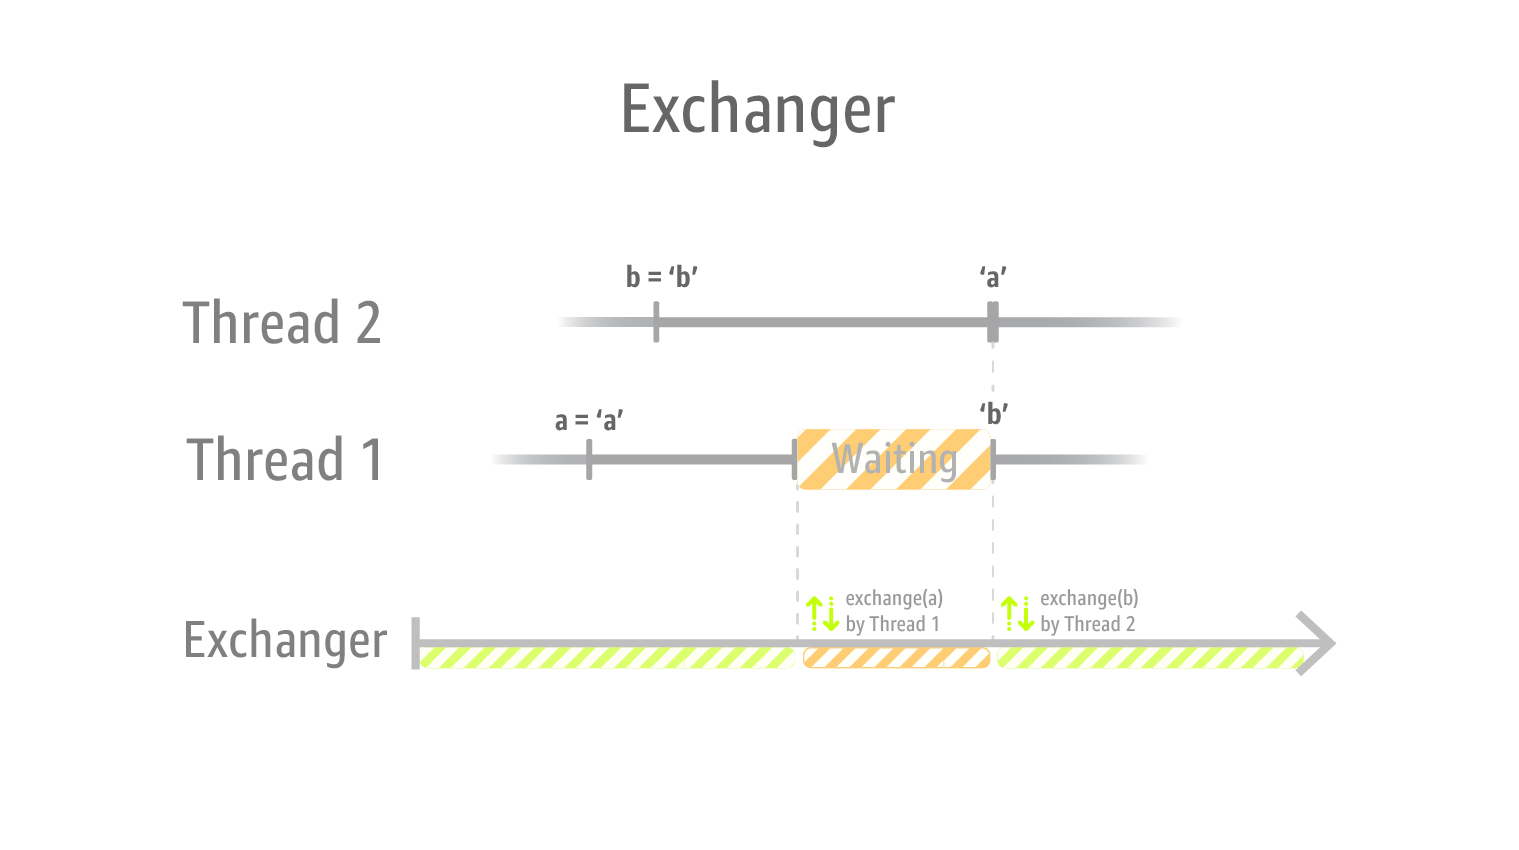 Exchanger
b = ‘b’
‘a’
Thread 2
a = ‘a’
‘b’
Thread 1
Waiting
exchange(a)
by Thread 1
exchange(b)
by Thread 2
Exchanger